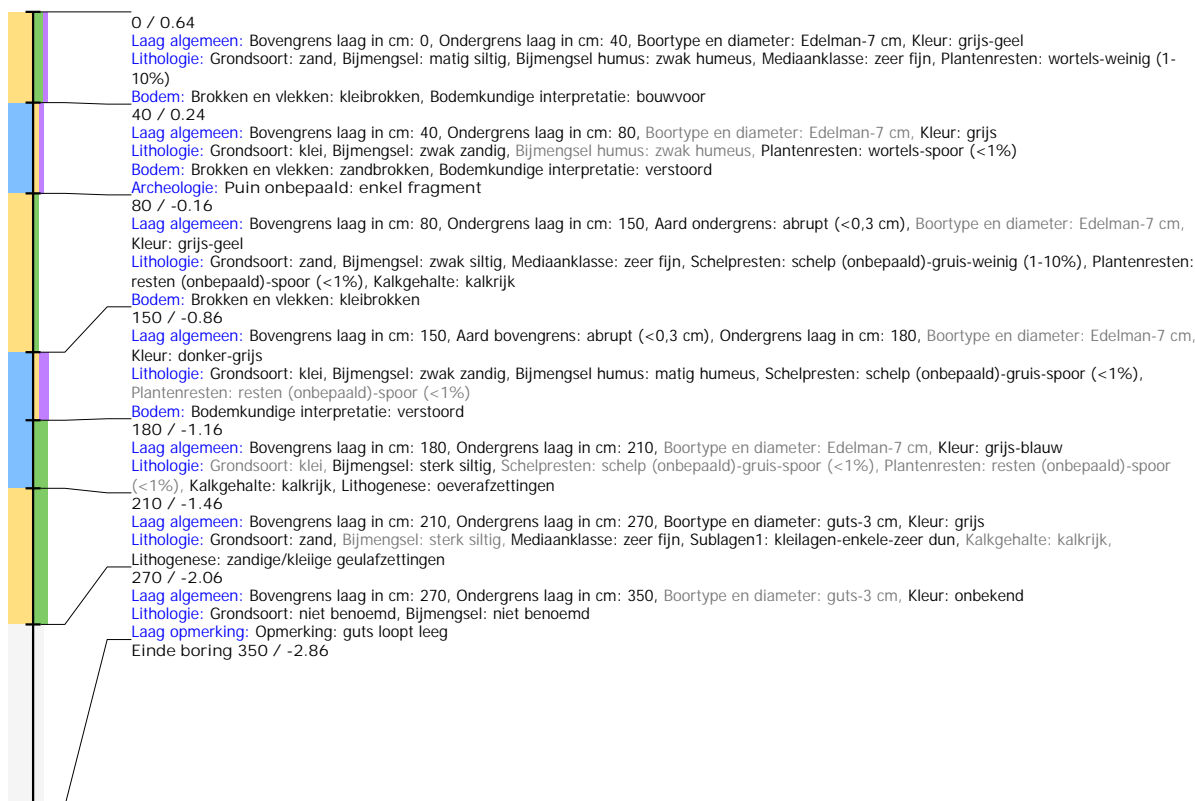 0 / 0.64
Laag algemeen: Bovengrens laag in cm: 0, Ondergrens laag in cm: 40, Boortype en diameter: Edelman-7 cm, Kleur: grijs-geel
Lithologie: Grondsoort: zand, Bijmengsel: matig siltig, Bijmengsel humus: zwak humeus, Mediaanklasse: zeer fijn, Plantenresten: wortels-weinig (1-
10%)
Bodem: Brokken en vlekken: kleibrokken, Bodemkundige interpretatie: bouwvoor
40 / 0.24
Laag algemeen: Bovengrens laag in cm: 40, Ondergrens laag in cm: 80, Boortype en diameter: Edelman-7 cm, Kleur: grijs
Lithologie: Grondsoort: klei, Bijmengsel: zwak zandig, Bijmengsel humus: zwak humeus, Plantenresten: wortels-spoor (<1%)
Bodem: Brokken en vlekken: zandbrokken, Bodemkundige interpretatie: verstoord
Archeologie: Puin onbepaald: enkel fragment
80 / -0.16
Laag algemeen: Bovengrens laag in cm: 80, Ondergrens laag in cm: 150, Aard ondergrens: abrupt (<0,3 cm), Boortype en diameter: Edelman-7 cm,
Kleur: grijs-geel
Lithologie: Grondsoort: zand, Bijmengsel: zwak siltig, Mediaanklasse: zeer fijn, Schelpresten: schelp (onbepaald)-gruis-weinig (1-10%), Plantenresten:
resten (onbepaald)-spoor (<1%), Kalkgehalte: kalkrijk
Bodem: Brokken en vlekken: kleibrokken
150 / -0.86
Laag algemeen: Bovengrens laag in cm: 150, Aard bovengrens: abrupt (<0,3 cm), Ondergrens laag in cm: 180, Boortype en diameter: Edelman-7 cm,
Kleur: donker-grijs
Lithologie: Grondsoort: klei, Bijmengsel: zwak zandig, Bijmengsel humus: matig humeus, Schelpresten: schelp (onbepaald)-gruis-spoor (<1%),
Plantenresten: resten (onbepaald)-spoor (<1%)
Bodem: Bodemkundige interpretatie: verstoord
180 / -1.16
Laag algemeen: Bovengrens laag in cm: 180, Ondergrens laag in cm: 210, Boortype en diameter: Edelman-7 cm, Kleur: grijs-blauw
Lithologie: Grondsoort: klei, Bijmengsel: sterk siltig, Schelpresten: schelp (onbepaald)-gruis-spoor (<1%), Plantenresten: resten (onbepaald)-spoor
(<1%), Kalkgehalte: kalkrijk, Lithogenese: oeverafzettingen
210 / -1.46
Laag algemeen: Bovengrens laag in cm: 210, Ondergrens laag in cm: 270, Boortype en diameter: guts-3 cm, Kleur: grijs
Lithologie: Grondsoort: zand, Bijmengsel: sterk siltig, Mediaanklasse: zeer fijn, Sublagen1: kleilagen-enkele-zeer dun, Kalkgehalte: kalkrijk,
Lithogenese: zandige/kleiige geulafzettingen
270 / -2.06
Laag algemeen: Bovengrens laag in cm: 270, Ondergrens laag in cm: 350, Boortype en diameter: guts-3 cm, Kleur: onbekend
Lithologie: Grondsoort: niet benoemd, Bijmengsel: niet benoemd
Laag opmerking: Opmerking: guts loopt leeg
Einde boring 350 / -2.86